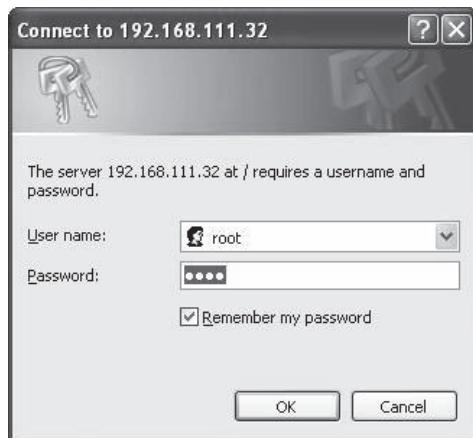 Connect to 192.168.111.32
The server 192.168.111.32 at / requires a username and
password.
User name:
root
Password:
••••
Remember my password
OK
Cancel